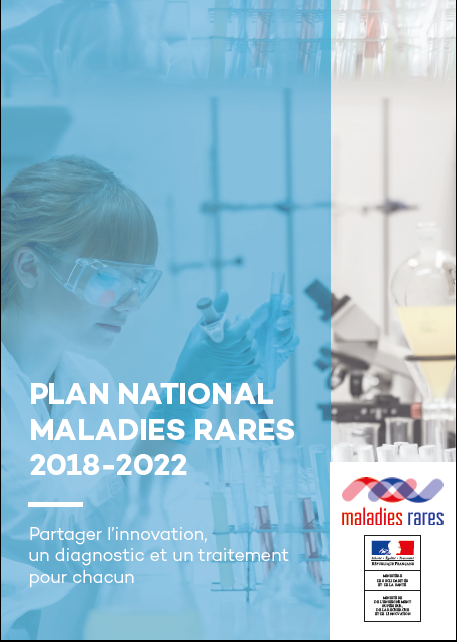 PLAN NATIONAL
MALADIES RARES
2018-2022
Partager l'innovation,
un diagnostic et un traitement
pour chacun
maladies rares
Liberté • Égalité • Fraternité
RÉPUBLIQUE FRANÇAISE
MINISTÈRE
DES SOLIDARITÉS
ET DE LA SANTÉ
MINISTÈRE
DE L'ENSEIGNEMENT
SUPÉRIEUR,
DE LA RECHERCHE
ET DE L'INNOVATION